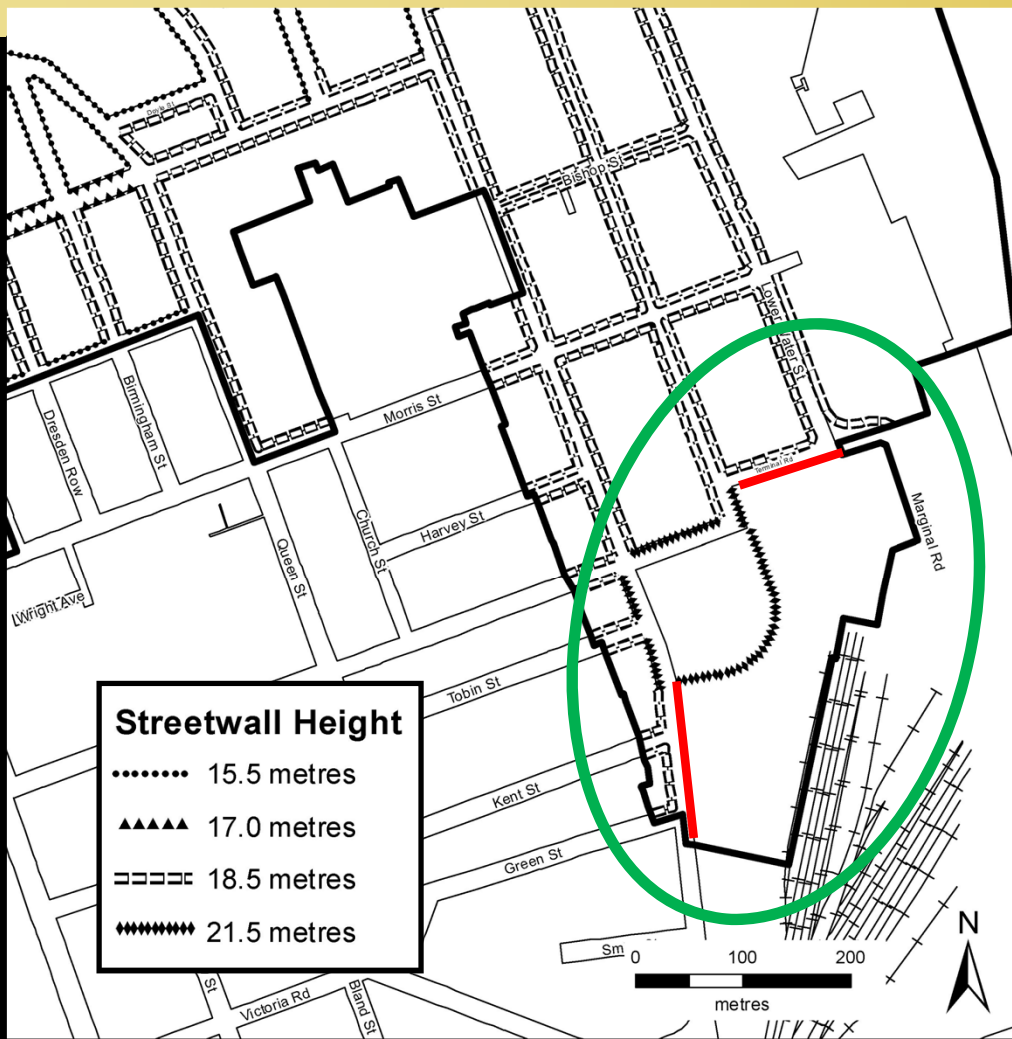 Doyle St
Bishop St
Lower Water St
Morris St
Birmingham St
Dresden Row
Terminal Rd
Marginal Rd
Harvey St
Church St
Queen St
Wright Ave
Tobin St
Kent St
Green St
Streetwall Height
15.5 metres
17.0 metres
18.5 metres
21.5 metres
N
0 100 200
metres
St
Victoria Rd
Bland St